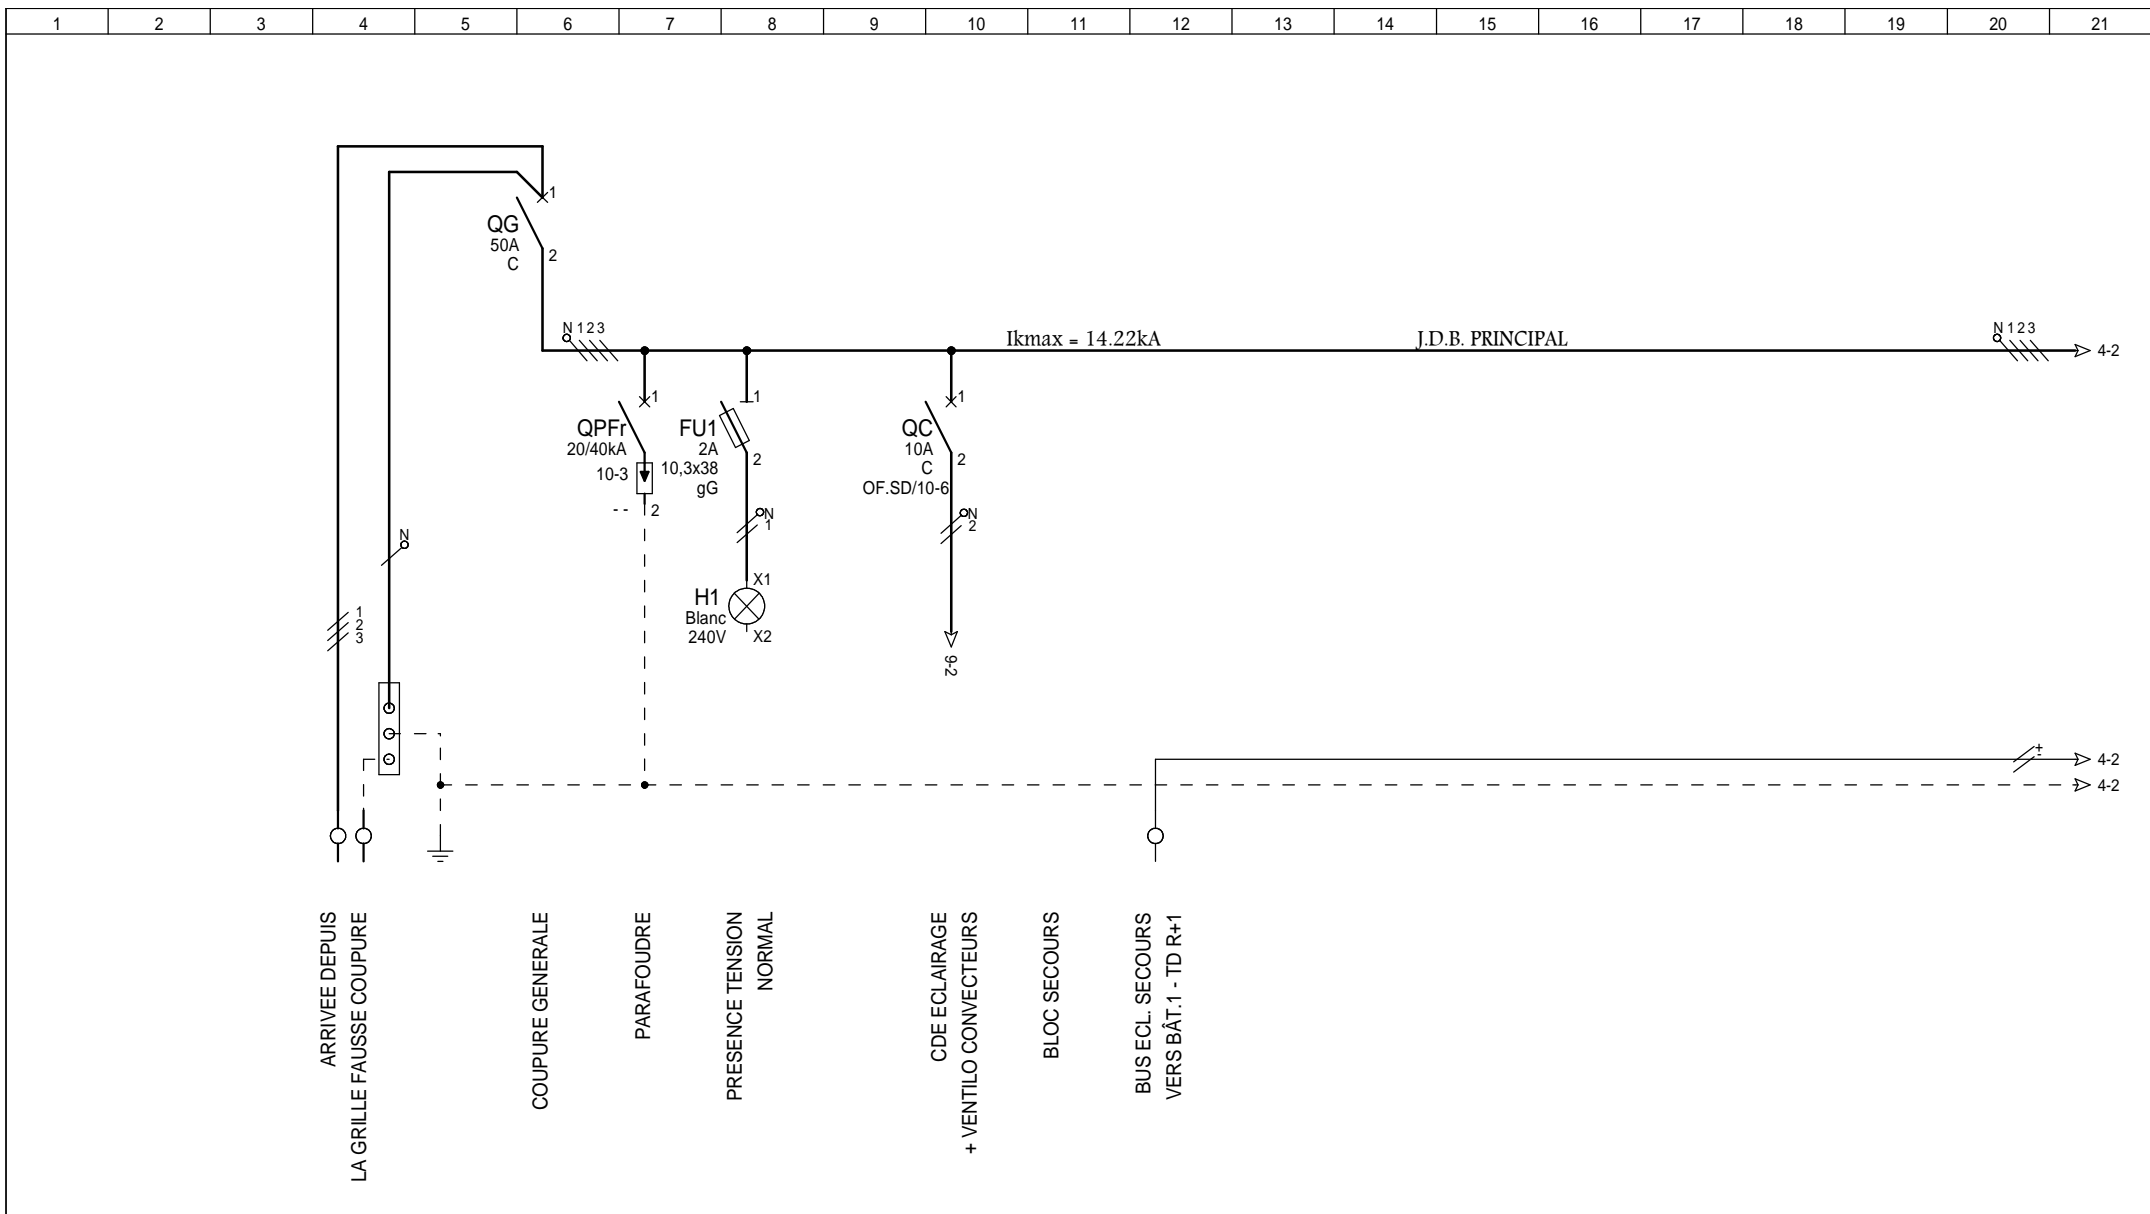 1 2 3 4 5 6 7 8 9 10 11 12 13 14 15 16 17 18 19 20 21
1
QG
50A
2
C
N 1 2 3
Ikmax = 14.22kA
J.D.B. PRINCIPAL
N 1 2 3
4-2
1
QPFr
20/40kA
10-3
- -
2
1
FU1
2A
2
10,3x38
gG
N
1
X1
H1
Blanc
240V
X2
1
QC
10A
2
C
OF.SD/10-6
N
2
9-2
N
1
2
3
+
-
4-2
4-2
ARRIVEE DEPUIS
LA GRILLE FAUSSE COUPURE
COUPURE GENERALE
PARAFOUDRE
PRESENCE TENSION
NORMAL
CDE ECLAIRAGE
+ VENTILO CONVECTEURS
BLOC SECOURS
BUS ECL. SECOURS
VERS BÂT.1 - TD R+1